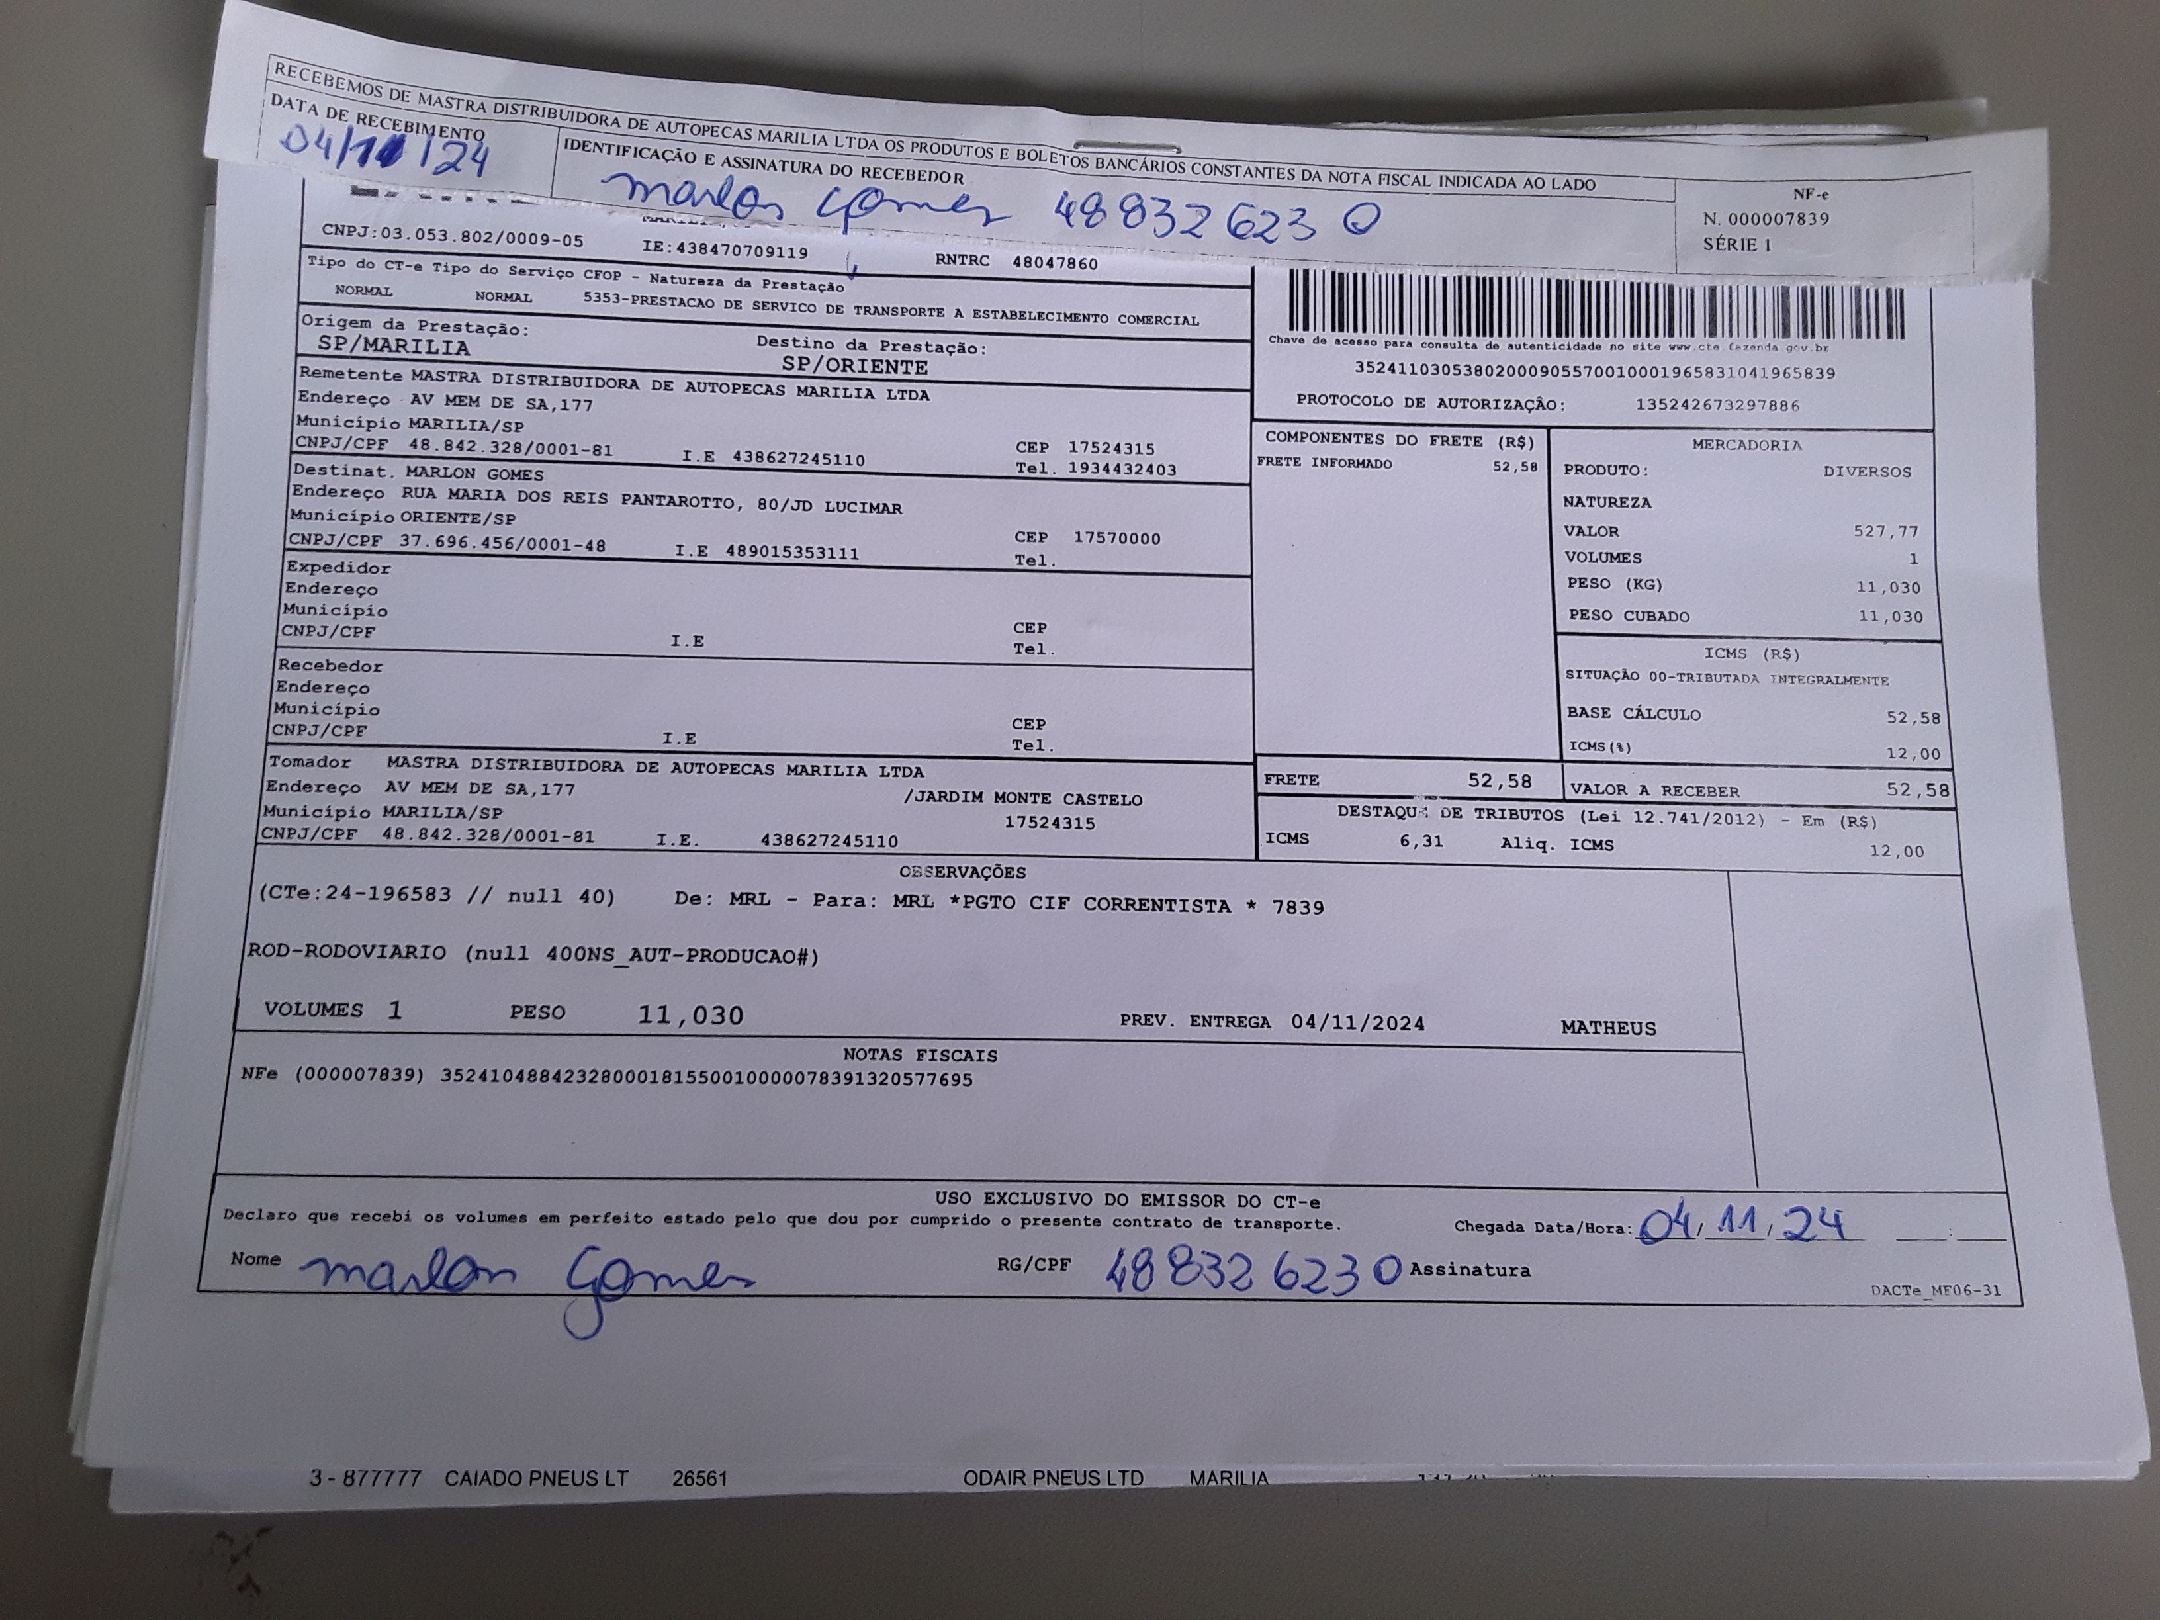 RECEBEMOS DE MASTRA DISTRIBUIDORA DE AUTOPECAS MARILIA LTDA OS PRODUTOS E BOLETOS BANCÁRIOS CONSTANTES DA NOTA FISCAL INDICADA AO LADO
DATA DE RECEBIMENTO
04/11/24
IDENTIFICAÇÃO E ASSINATURA DO RECEBEDOR
marlon gomes 488326230
NF-e
N. 000007839
SÉRIE 1
CNPJ:03.053.802/0009-05 IE:438470709119 RNTRC 48047860
Tipo do CT-e Tipo do Serviço CFOP - Natureza da Prestação
NORMAL NORMAL 5353-PRESTACAO DE SERVICO DE TRANSPORTE A ESTABELECIMENTO COMERCIAL
Origem da Prestação: Destino da Prestação:
SP/MARILIA SP/ORIENTE
Remetente MASTRA DISTRIBUIDORA DE AUTOPECAS MARILIA LTDA
Endereço AV MEM DE SA,177
Município MARILIA/SP CEP 17524315
CNPJ/CPF 48.842.328/0001-81 I.E 438627245110 Tel. 1934432403
Destinat. MARLON GOMES
Endereço RUA MARIA DOS REIS PANTAROTTO, 80/JD LUCIMAR
Município ORIENTE/SP CEP 17570000
CNPJ/CPF 37.696.456/0001-48 I.E 489015353111 Tel.
Expedidor
Endereço
Município CEP
CNPJ/CPF I.E Tel.
Recebedor
Endereço
Município CEP
CNPJ/CPF I.E Tel.
Tomador MASTRA DISTRIBUIDORA DE AUTOPECAS MARILIA LTDA
Endereço AV MEM DE SA,177 /JARDIM MONTE CASTELO
Município MARILIA/SP 17524315
CNPJ/CPF 48.842.328/0001-81 I.E. 438627245110
Chave de acesso para consulta de autenticidade no site www.cte.fazenda.gov.br
35241103053802000905570010001965831041965839
PROTOCOLO DE AUTORIZAÇÃO: 135242673297886
COMPONENTES DO FRETE (R$)
FRETE INFORMADO 52,58
MERCADORIA
PRODUTO: DIVERSOS
NATUREZA
VALOR 527,77
VOLUMES 1
PESO (KG) 11,030
PESO CUBADO 11,030
ICMS (R$)
SITUAÇÃO 00-TRIBUTADA INTEGRALMENTE
BASE CÁLCULO 52,58
ICMS(%) 12,00
FRETE 52,58 VALOR A RECEBER 52,58
DESTAQUE DE TRIBUTOS (Lei 12.741/2012) - Em (R$)
ICMS 6,31 Aliq. ICMS 12,00
OBSERVAÇÕES
(CTe:24-196583 // null 40) De: MRL - Para: MRL *PGTO CIF CORRENTISTA * 7839
ROD-RODOVIARIO (null 400NS_AUT-PRODUCAO#)
VOLUMES 1 PESO 11,030 PREV. ENTREGA 04/11/2024 MATHEUS
NOTAS FISCAIS
NFe (000007839) 35241048842328000181550010000078391320577695
USO EXCLUSIVO DO EMISSOR DO CT-e
Declaro que recebi os volumes em perfeito estado pelo que dou por cumprido o presente contrato de transporte. Chegada Data/Hora: 04/11/24 :
Nome marlon gomes RG/CPF 488326230 Assinatura
DACTe_MF06-31
3 - 877777 CAIADO PNEUS LT 26561 ODAIR PNEUS LTD MARILIA